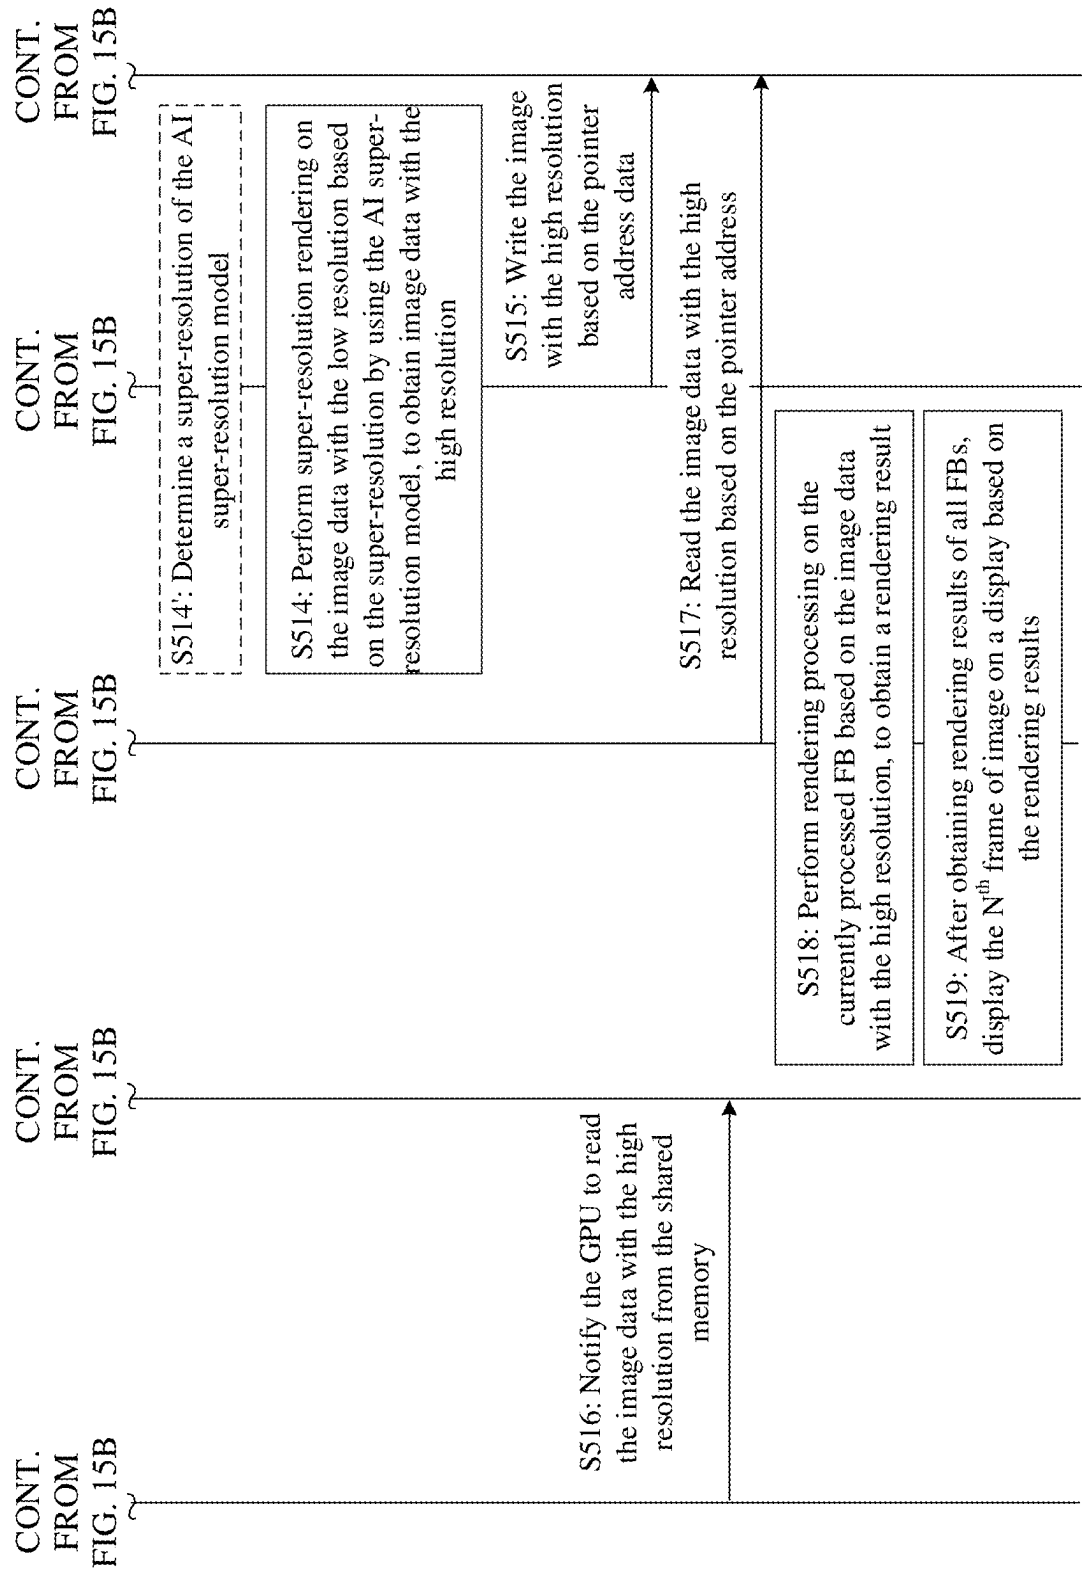 CONT.
FROM
FIG. 15B
CONT.
FROM
FIG. 15B
CONT.
FROM
FIG. 15B
CONT.
FROM
FIG. 15B
CONT.
FROM
FIG. 15B
S514': Determine a super-resolution of the AI
super-resolution model
S514: Perform super-resolution rendering on
the image data with the low resolution based
on the super-resolution by using the AI super-
resolution model, to obtain image data with the
high resolution
S515: Write the image
with the high resolution
based on the pointer
address data
S516: Notify the GPU to read
the image data with the high
resolution from the shared
memory
S517: Read the image data with the high
resolution based on the pointer address
S518: Perform rendering processing on the
currently processed FB based on the image data
with the high resolution, to obtain a rendering result
S519: After obtaining rendering results of all FBs,
display the Nth frame of image on a display based on
the rendering results